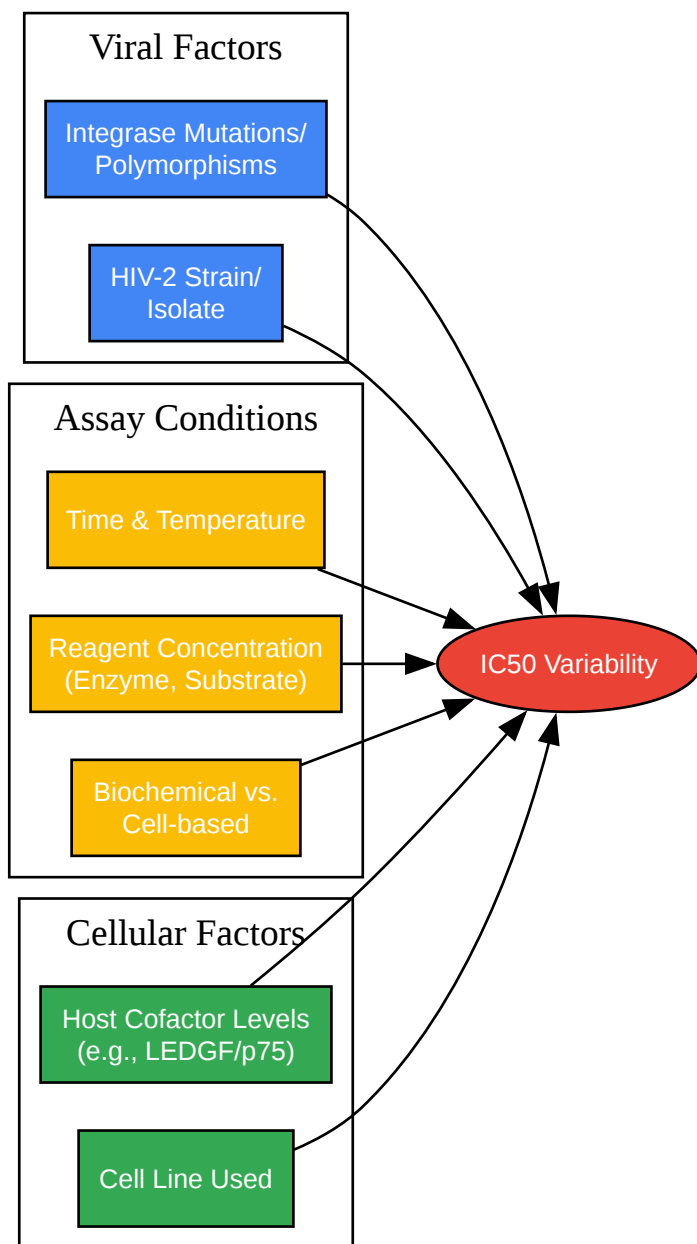 Viral Factors
Integrase Mutations/
Polymorphisms
HIV-2 Strain/
Isolate
Assay Conditions
Time & Temperature
Reagent Concentration
(Enzyme, Substrate)
Biochemical vs.
Cell-based
IC50 Variability
Cellular Factors
Host Cofactor Levels
(e.g., LEDGF/p75)
Cell Line Used